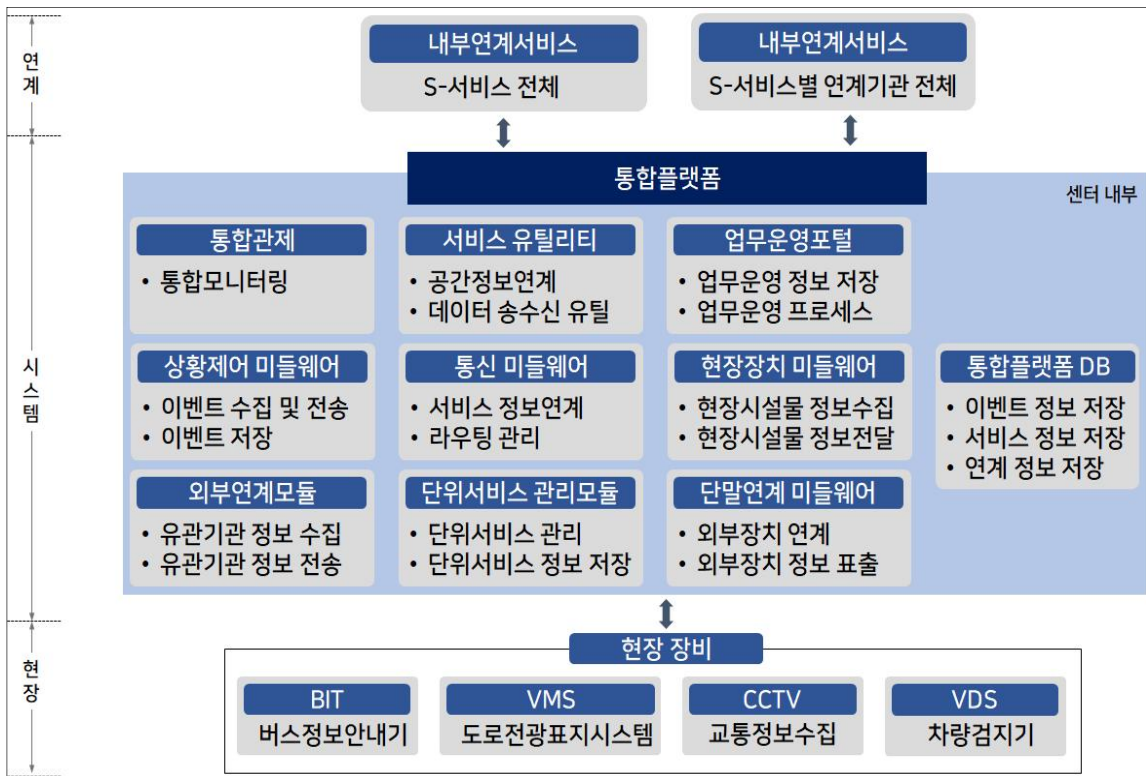 연계
내부연계서비스
S-서비스 전체
내부연계서비스
S-서비스별 연계기관 전체
시스템
통합플랫폼
센터 내부
통합관제
• 통합모니터링
서비스 유틸리티
• 공간정보연계
• 데이터 송수신 유틸
업무운영포털
• 업무운영 정보 저장
• 업무운영 프로세스
상황제어 미들웨어
• 이벤트 수집 및 전송
• 이벤트 저장
통신 미들웨어
• 서비스 정보연계
• 라우팅 관리
현장장치 미들웨어
• 현장시설물 정보수집
• 현장시설물 정보전달
통합플랫폼 DB
• 이벤트 정보 저장
• 서비스 정보 저장
• 연계 정보 저장
외부연계모듈
• 유관기관 정보 수집
• 유관기관 정보 전송
단위서비스 관리모듈
• 단위서비스 관리
• 단위서비스 정보 저장
단말연계 미들웨어
• 외부장치 연계
• 외부장치 정보 표출
현장
현장 장비
BIT
버스정보안내기
VMS
도로전광표지시스템
CCTV
교통정보수집
VDS
차량검지기